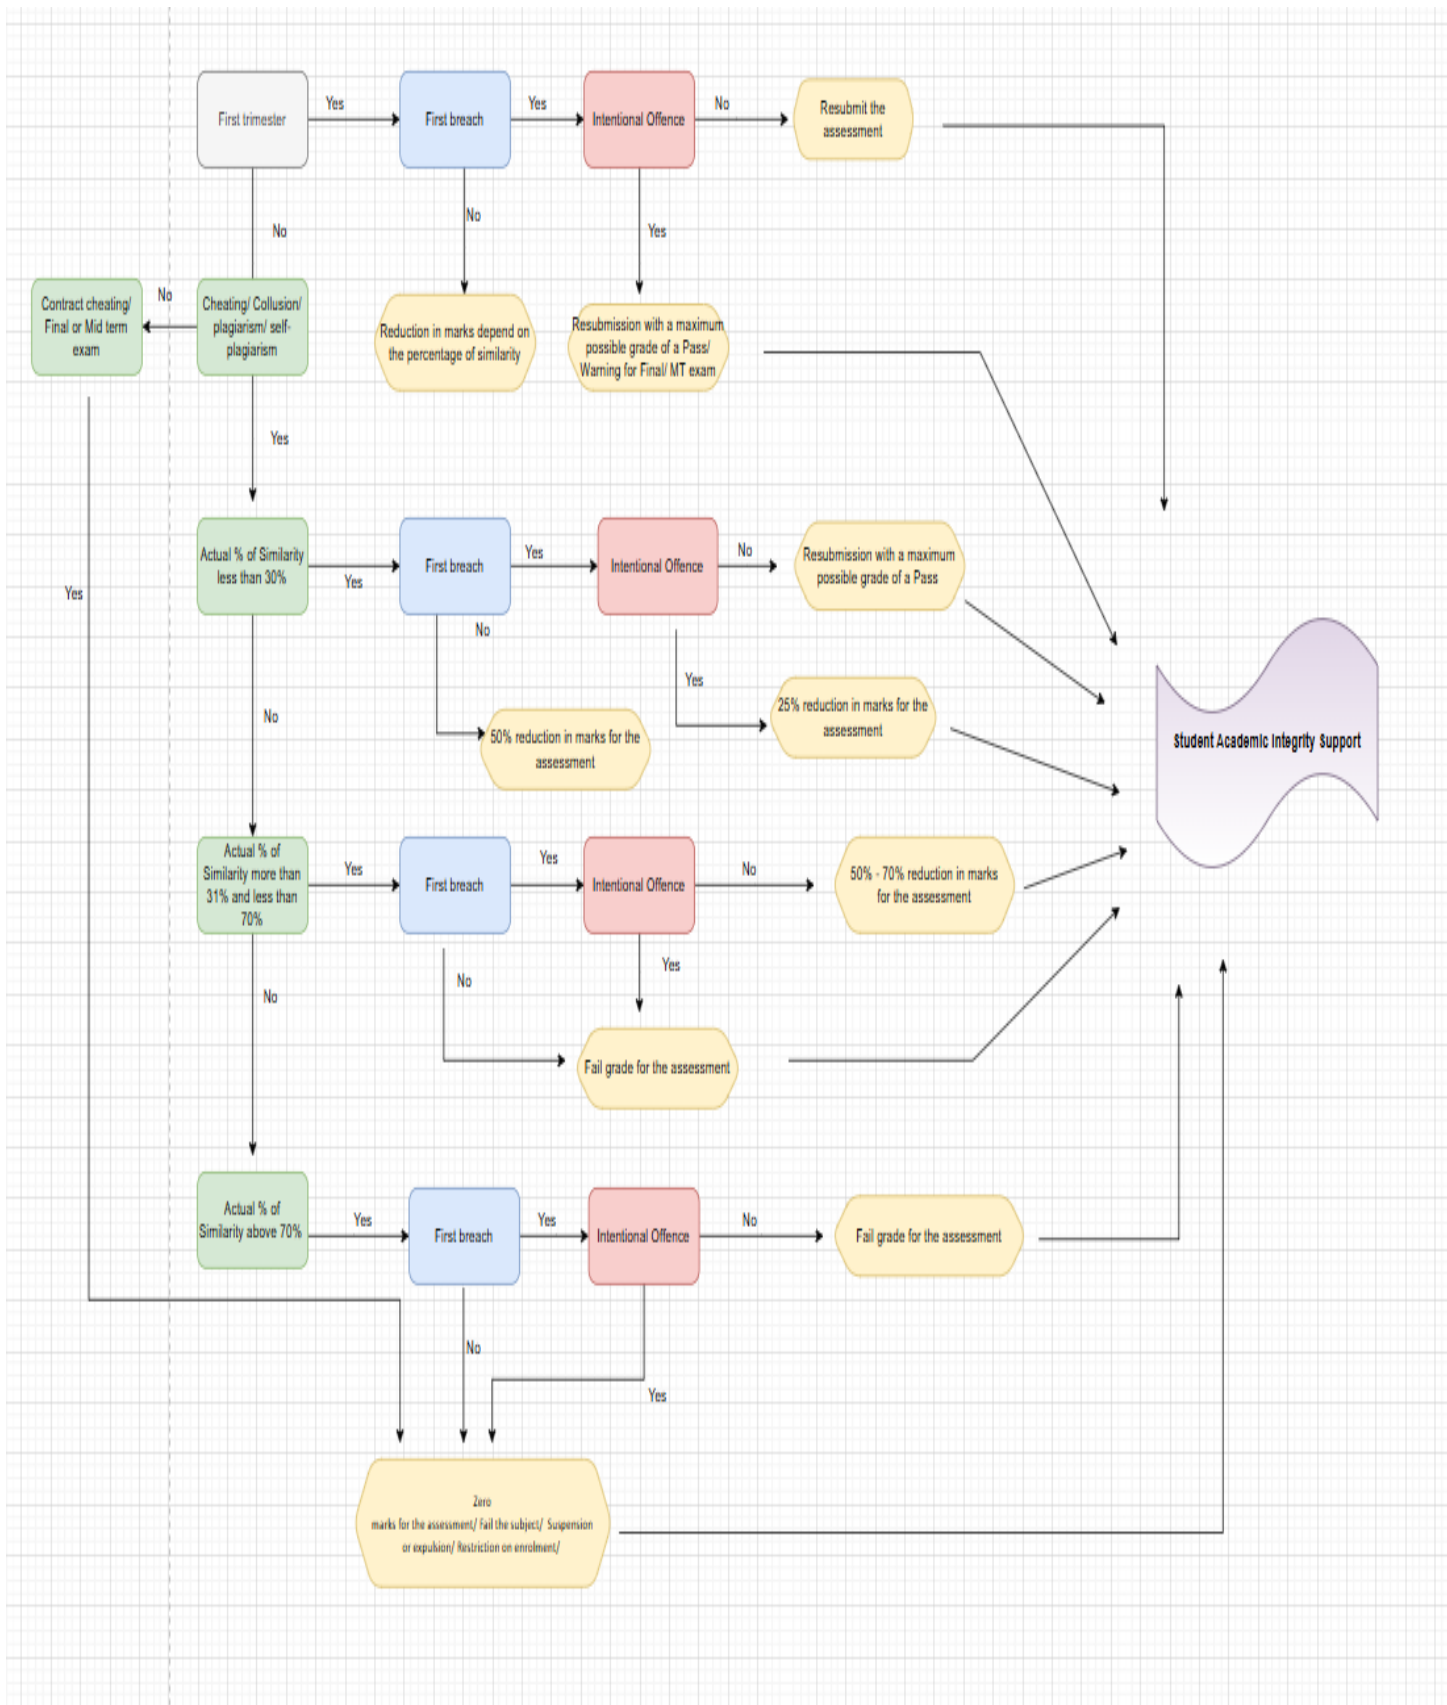 First trimester
Yes
First breach
Yes
Intentional Offence
No
Resubmit the
assessment
No
No
Yes
Contract cheating/
Final or Mid term
exam
No
Cheating/ Collusion/
plagiarism/ self-
plagiarism
Reduction in marks depend on
the percentage of similarity
Resubmission with a maximum
possible grade of a Pass/
Warning for Final/ MT exam
Yes
Yes
Actual % of Similarity
less than 30%
Yes
First breach
Yes
Intentional Offence
No
Resubmission with a maximum
possible grade of a Pass
No
Yes
No
50% reduction in marks for the
assessment
25% reduction in marks for the
assessment
Student Academic Integrity Support
Actual % of
Similarity more than
31% and less than
70%
Yes
First breach
Yes
Intentional Offence
No
50% - 70% reduction in marks
for the assessment
No
Yes
No
Fail grade for the assessment
Actual % of
Similarity above 70%
Yes
First breach
Yes
Intentional Offence
No
Fail grade for the assessment
No
Yes
Zero
marks for the assessment/ Fail the subject/ Suspension
or expulsion/ Restriction on enrolment/